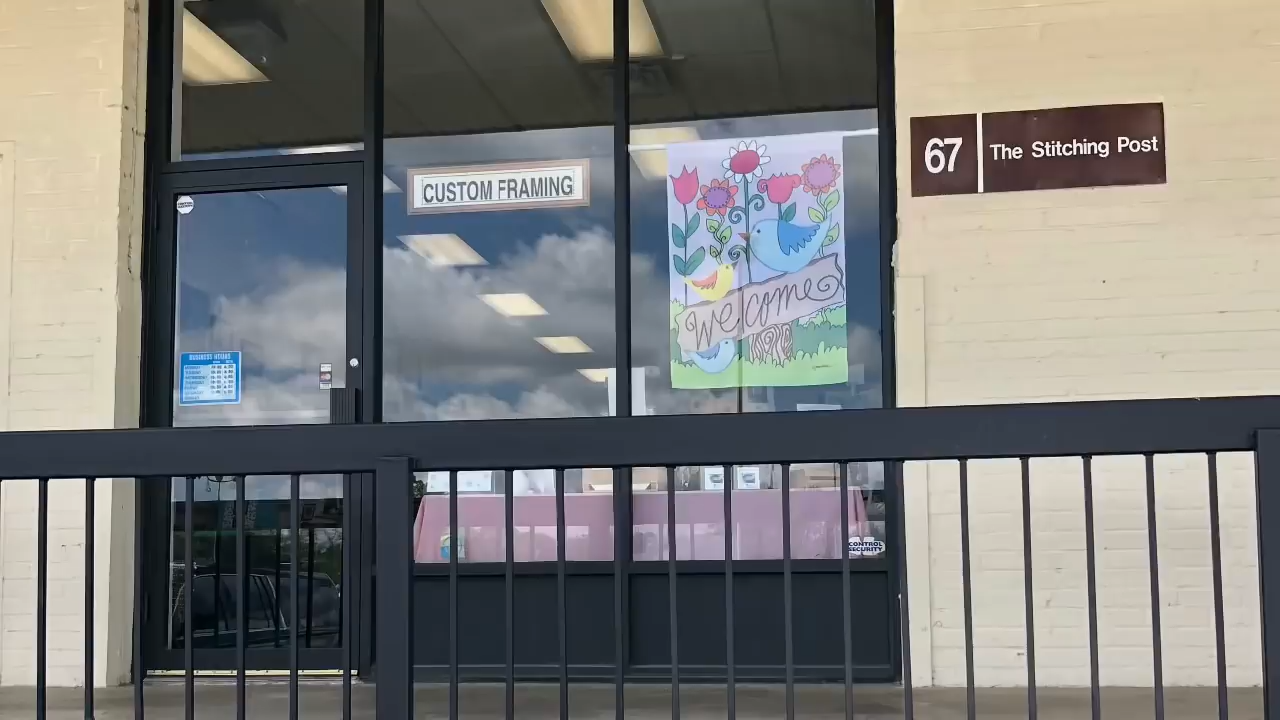 67 The Stitching Post
CUSTOM FRAMING
Welcome
BUSINESS HOURS
CONTROL
SECURITY